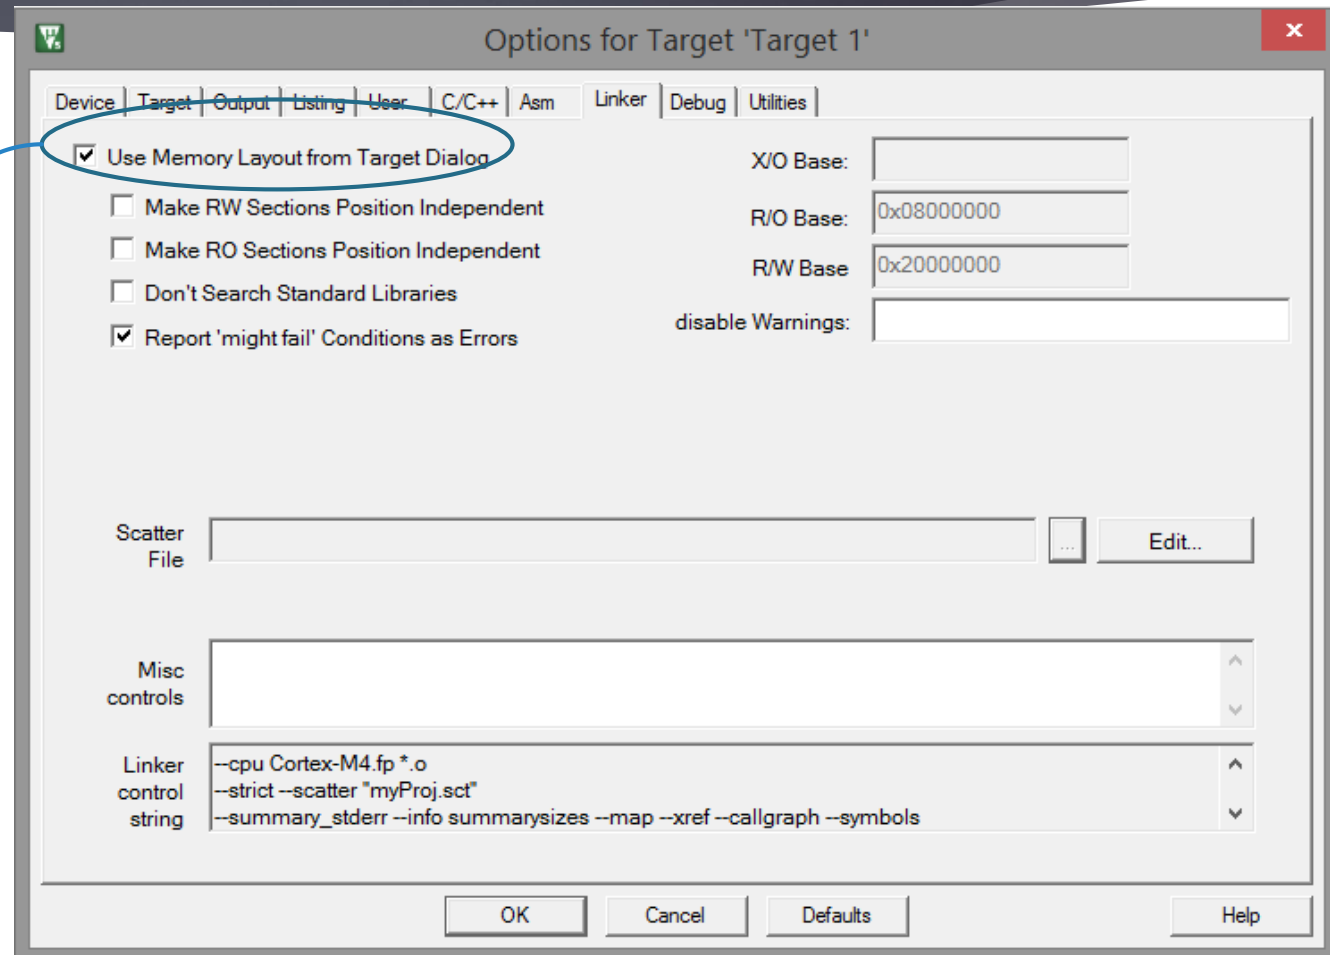 Options for Target 'Target 1'
Device Target Output Listing User C/C++ Asm Linker Debug Utilities
Use Memory Layout from Target Dialog
Make RW Sections Position Independent
Make RO Sections Position Independent
Don't Search Standard Libraries
Report 'might fail' Conditions as Errors
X/O Base:
R/O Base: 0x08000000
R/W Base 0x20000000
disable Warnings:
Scatter
File
...
Edit...
Misc
controls
Linker
control
string
--cpu Cortex-M4.fp *.o
--strict --scatter "myProj.sct"
--summary_stderr --info summarysizes --map --xref --callgraph --symbols
OK Cancel Defaults Help